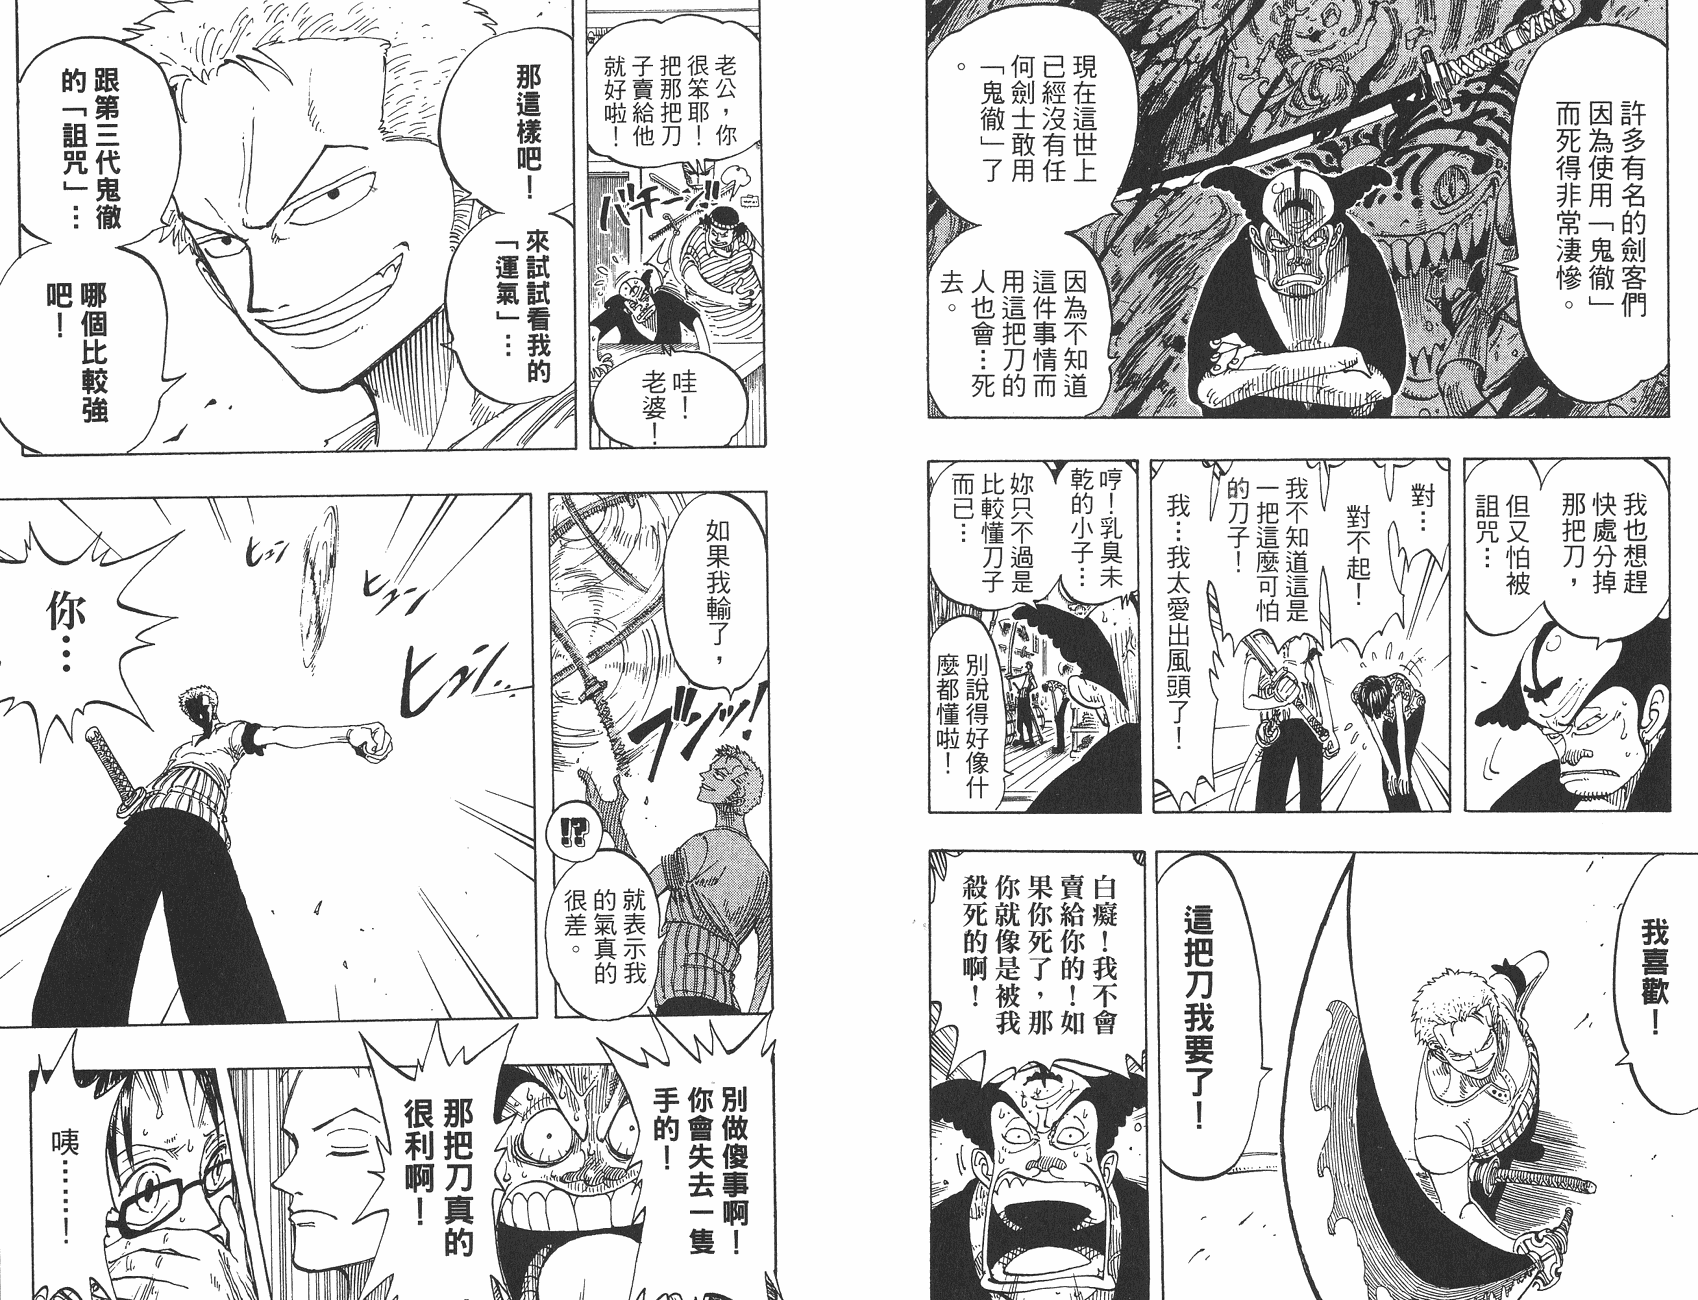 許多有名的劍客們
因為使用「鬼徹」
而死得非常淒慘。
現在這世上
已經沒有任
何劍士敢用
「鬼徹」了
。
因為不知道
這件事情而
用這把刀的
人也會…死
去。
我也想趕
快處分掉
那把刀，
但又怕被
詛咒…
對…
對不起！
我不知道這是
一把這麼可怕
的刀子！
我…我太愛出風頭了！
哼！乳臭未
乾的小子…
妳只不過是
比較懂刀子
而已…
別說得好像什
麼都懂啦！
我喜歡！
這把刀我要了！
白癡！我不會
賣給你的！如
果你死了，那
你就像是被我
殺死的啊！
老公，你
很笨耶！
把那把刀
子賣給他
就好啦！
バチーン!!
哇！
老婆！
那這樣吧！
來試試看我的
「運氣」…
跟第三代鬼徹
的「詛咒」…
哪個比較強
吧！
如果我輸了，
ブンッ!
!?
就表示我
的氣真的
很差。
ヒュ
ヒュ
ヒュッ
你…
別做傻事啊！
你會失去一隻
手的！
那把刀真的
很利啊！
咦……！